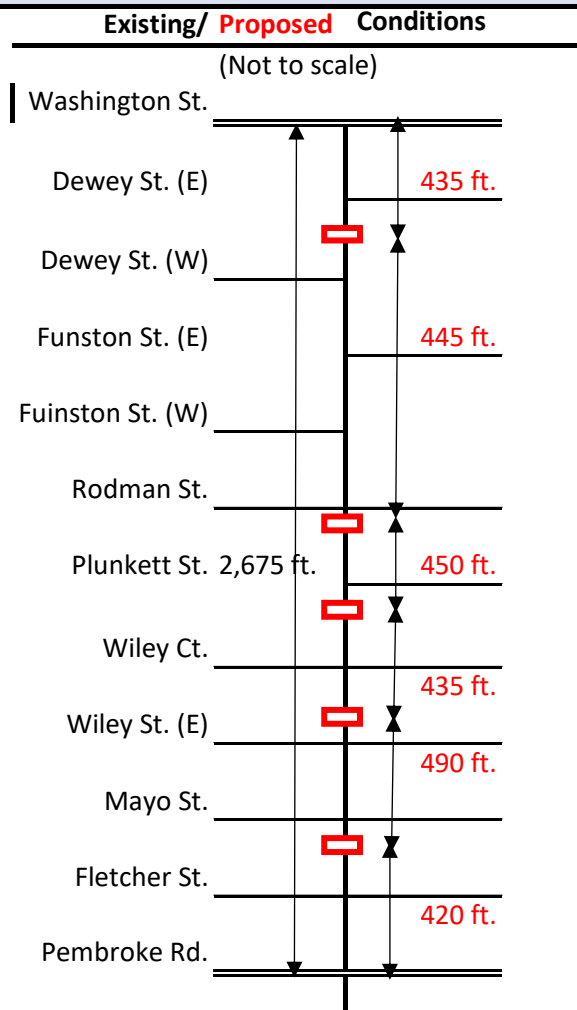 Existing/ Proposed Conditions
(Not to scale)
Washington St.
Dewey St. (E) 435 ft.
Dewey St. (W)
Funston St. (E) 445 ft.
Fuinston St. (W)
Rodman St.
Plunkett St. 2,675 ft. 450 ft.
Wiley Ct.
435 ft.
Wiley St. (E)
490 ft.
Mayo St.
Fletcher St.
420 ft.
Pembroke Rd.